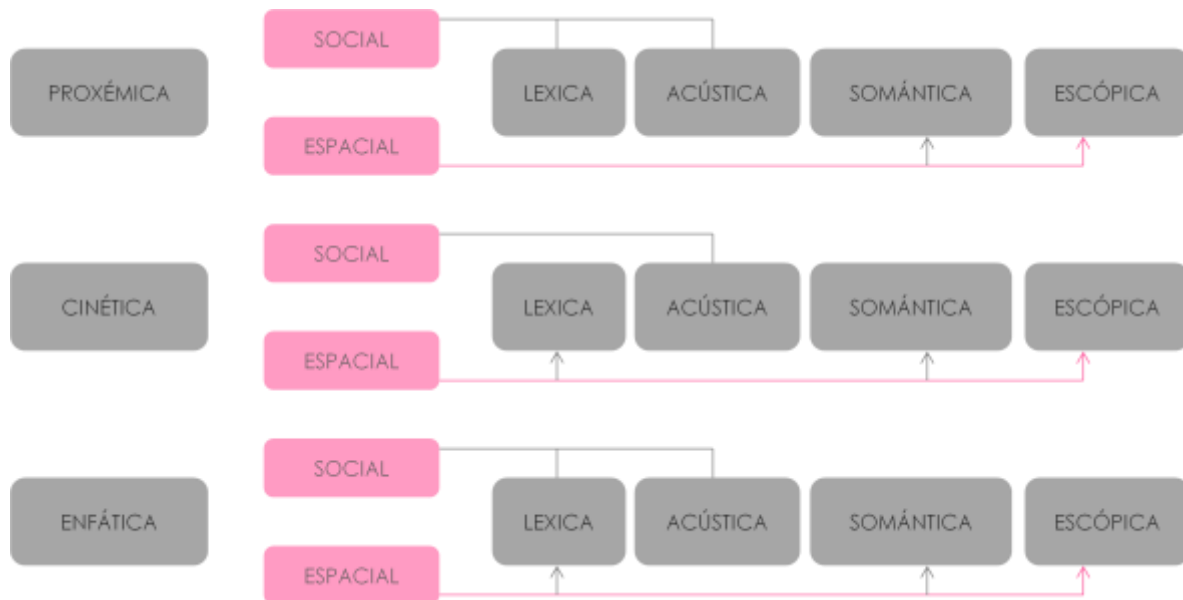 SOCIAL
PROXÉMICA
LEXICA
ACÚSTICA
SOMÁNTICA
ESCÓPICA
ESPACIAL
SOCIAL
CINÉTICA
LEXICA
ACÚSTICA
SOMÁNTICA
ESCÓPICA
ESPACIAL
SOCIAL
ENFÁTICA
LEXICA
ACÚSTICA
SOMÁNTICA
ESCÓPICA
ESPACIAL